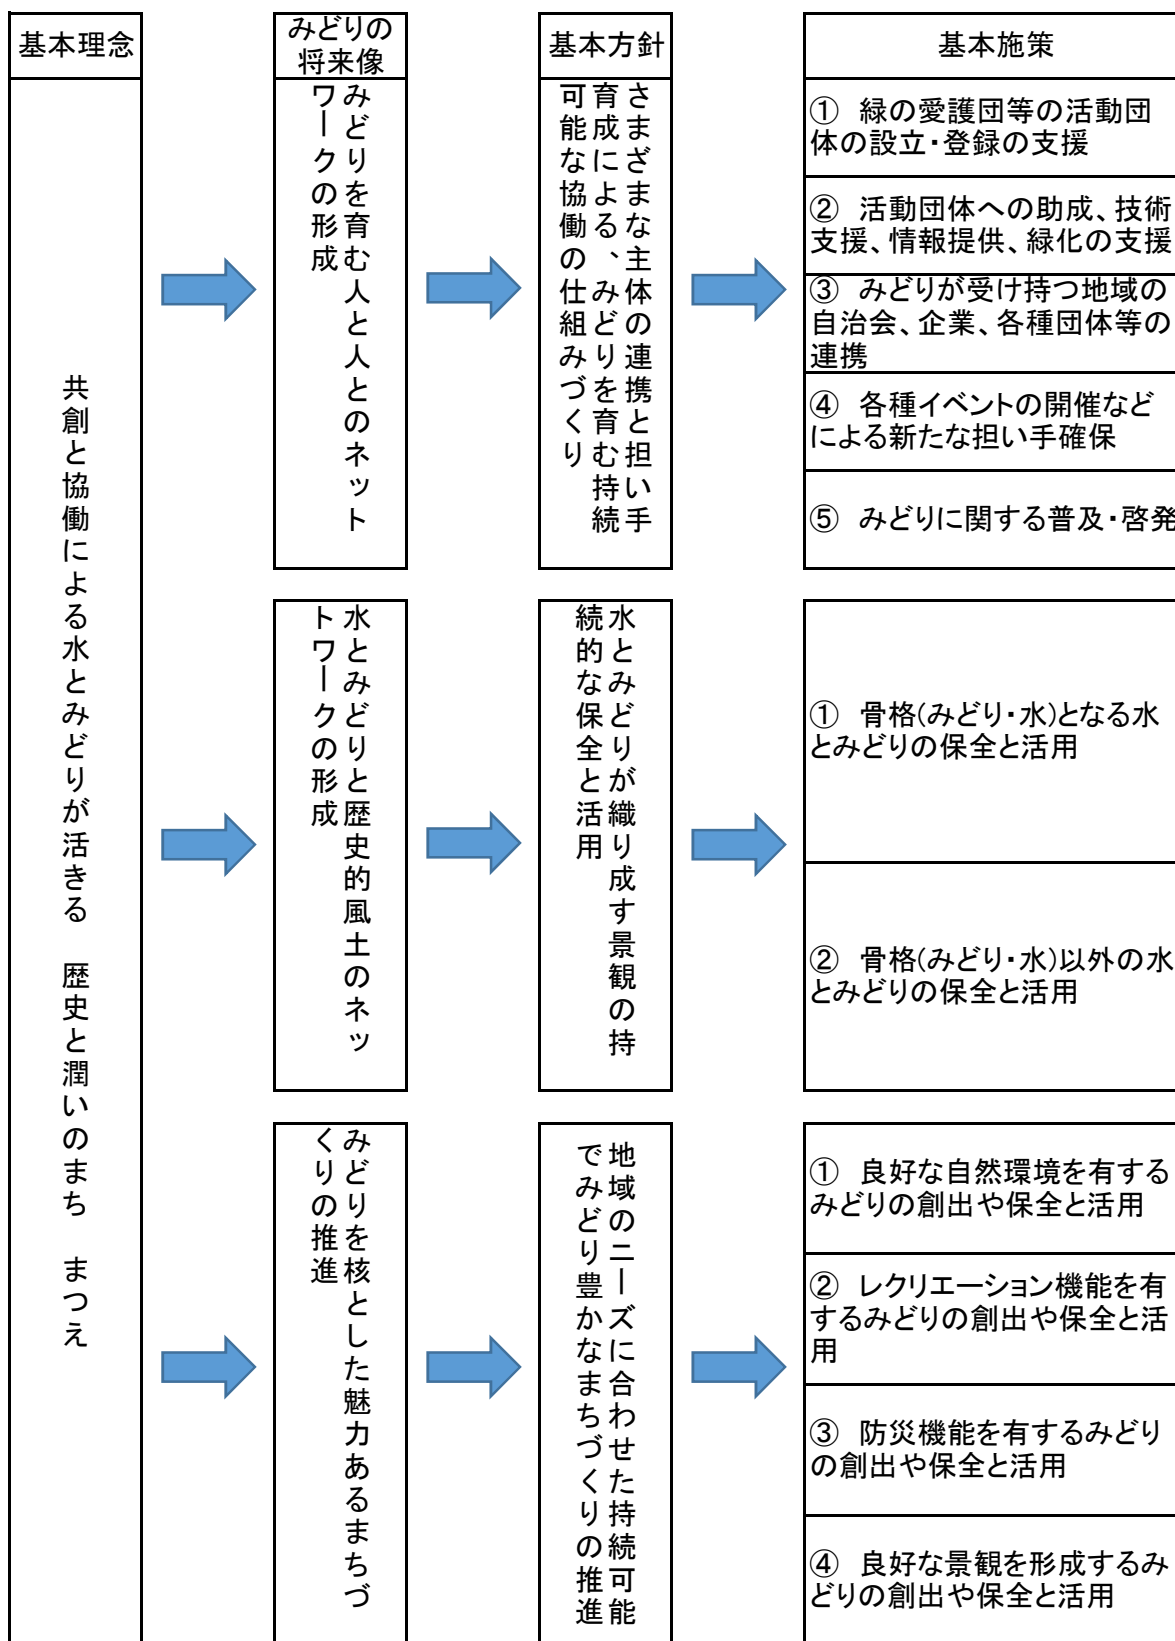 基本理念
みどりの
将来像
基本方針
基本施策
共創と協働による水とみどりが活きる　歴史と潤いのまち　まつえ
みどりを育む人と人とのネット
ワークの形成
さまざまな主体の連携と担い手
育成による、みどりを育む持続
可能な協働の仕組みづくり
①　緑の愛護団等の活動団
体の設立・登録の支援
②　活動団体への助成、技術
支援、情報提供、緑化の支援
③　みどりが受け持つ地域の
自治会、企業、各種団体等の
連携
④　各種イベントの開催など
による新たな担い手確保
⑤　みどりに関する普及・啓発
水とみどりと歴史的風土のネッ
トワークの形成
水とみどりが織り成す景観の持
続的な保全と活用
①　骨格(みどり・水)となる水
とみどりの保全と活用
②　骨格(みどり・水)以外の水
とみどりの保全と活用
みどりを核とした魅力あるまちづ
くりの推進
地域のニーズに合わせた持続可能
でみどり豊かなまちづくりの推進
①　良好な自然環境を有する
みどりの創出や保全と活用
②　レクリエーション機能を有
するみどりの創出や保全と活
用
③　防災機能を有するみどり
の創出や保全と活用
④　良好な景観を形成するみ
どりの創出や保全と活用